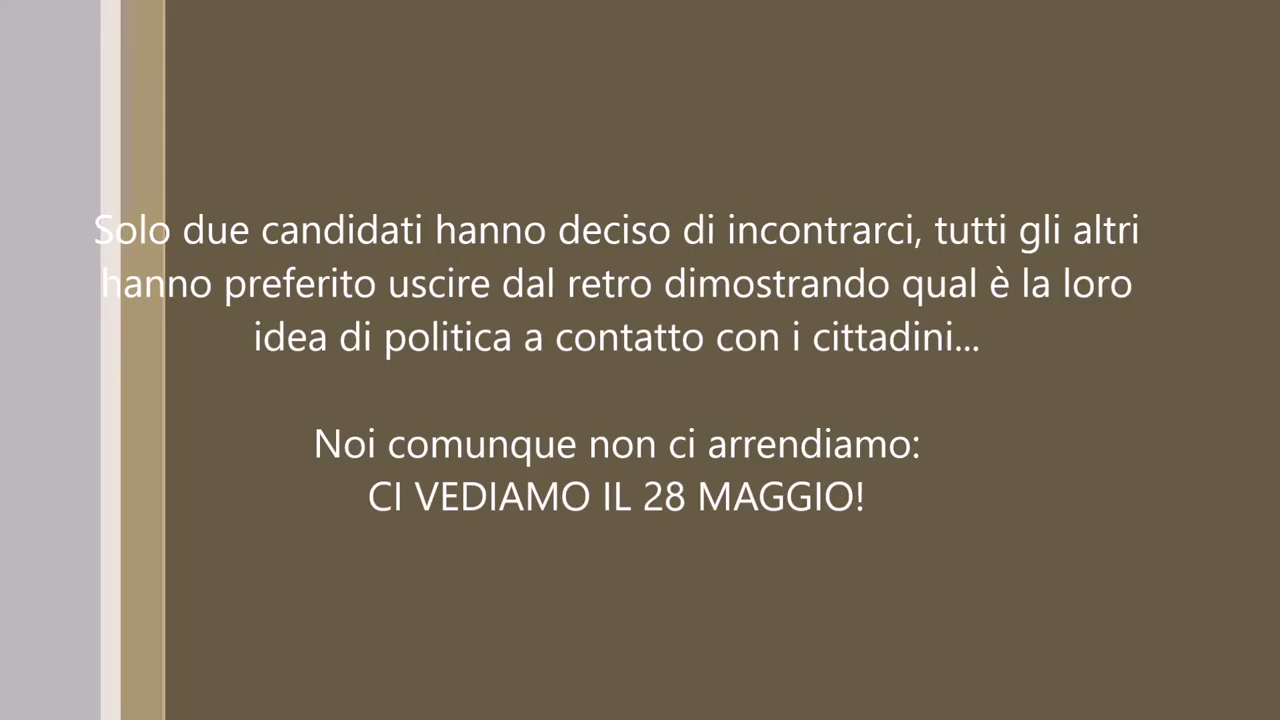 Solo due candidati hanno deciso di incontrarci, tutti gli altri
hanno preferito uscire dal retro dimostrando qual è la loro
idea di politica a contatto con i cittadini...
Noi comunque non ci arrendiamo:
CI VEDIAMO IL 28 MAGGIO!